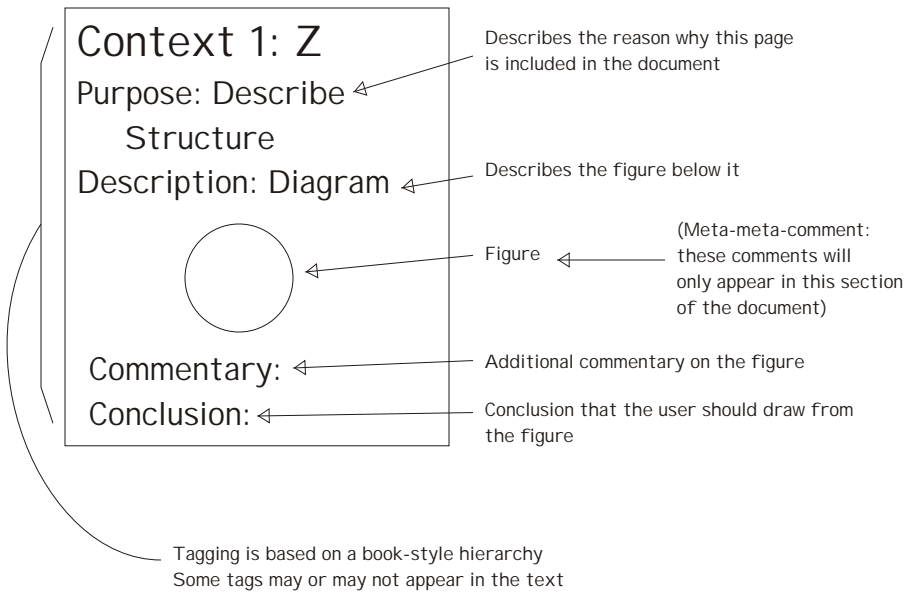 Context 1: Z
Purpose: Describe
Structure
Description: Diagram
Commentary:
Conclusion:
Describes the reason why this page
is included in the document
Describes the figure below it
Figure
(Meta-meta-comment:
these comments will
only appear in this section
of the document)
Additional commentary on the figure
Conclusion that the user should draw from
the figure
Tagging is based on a book-style hierarchy
Some tags may or may not appear in the text